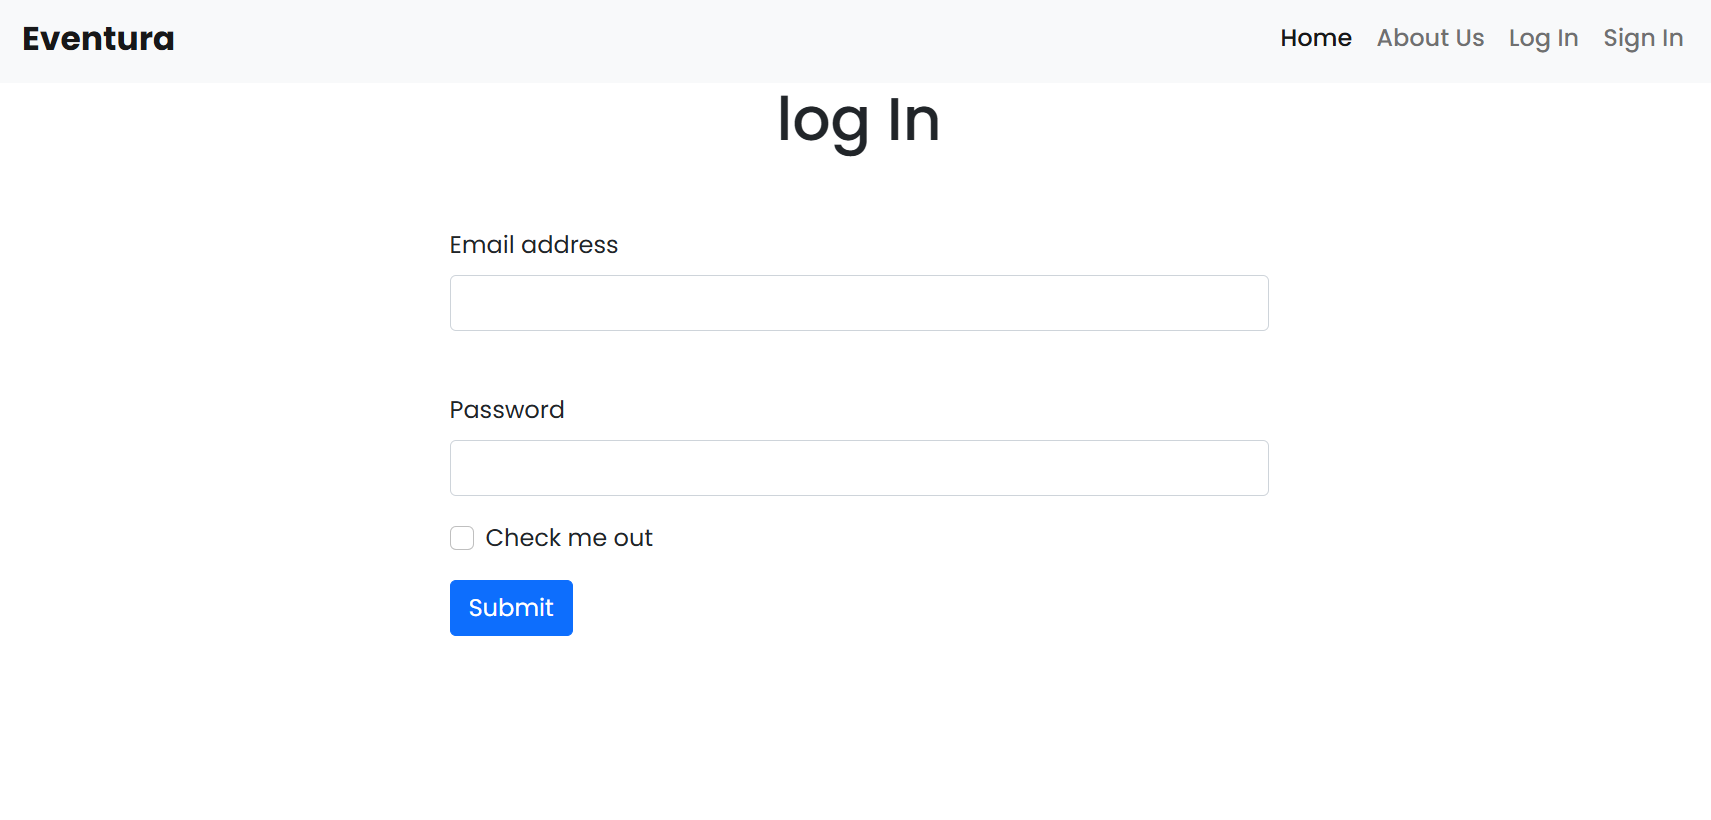 Eventura Home About Us Log In Sign In
log In
Email address
Password
Check me out
Submit